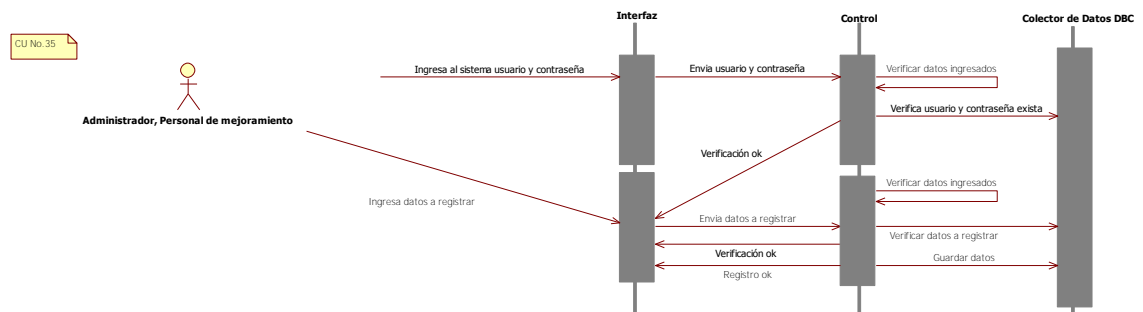 Interfaz
Control
Colector de Datos DBC
CU No.35
Ingresa al sistema usuario y contraseña
Envia usuario y contraseña
Verificar datos ingresados
Verifica usuario y contraseña exista
Administrador, Personal de mejoramiento
Verificación ok
Verificar datos ingresados
Ingresa datos a registrar
Envia datos a registrar
Verificar datos a registrar
Verificación ok
Guardar datos
Registro ok